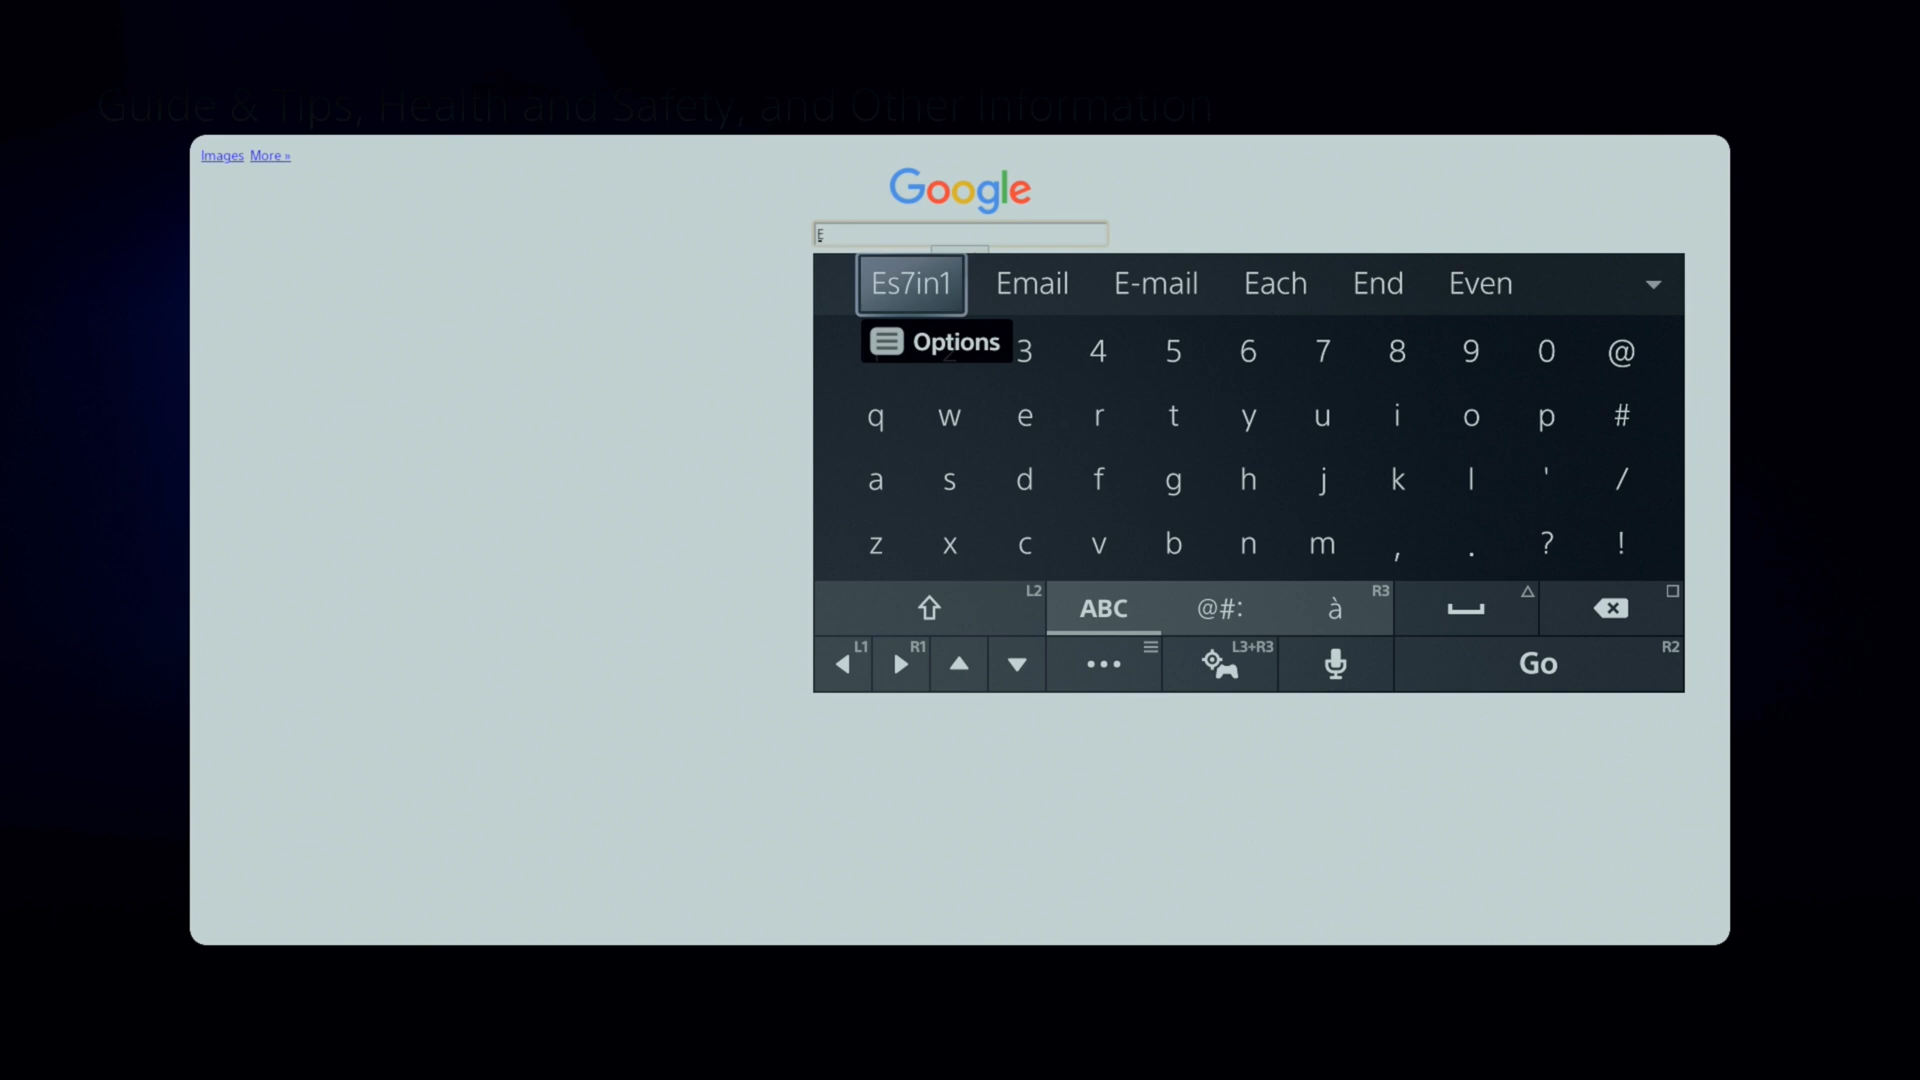 Guide & Tips, Health and Safety, and Other Information
Images More »
Google
E
Es7in1 Email E-mail Each End Even
Options
2 3 4 5 6 7 8 9 0 @
q w e r t y u i o p #
a s d f g h j k l ' /
z x c v b n m , . ? !
L2 ABC @#: à R3
L1 R1 ••• L3+R3 Go R2